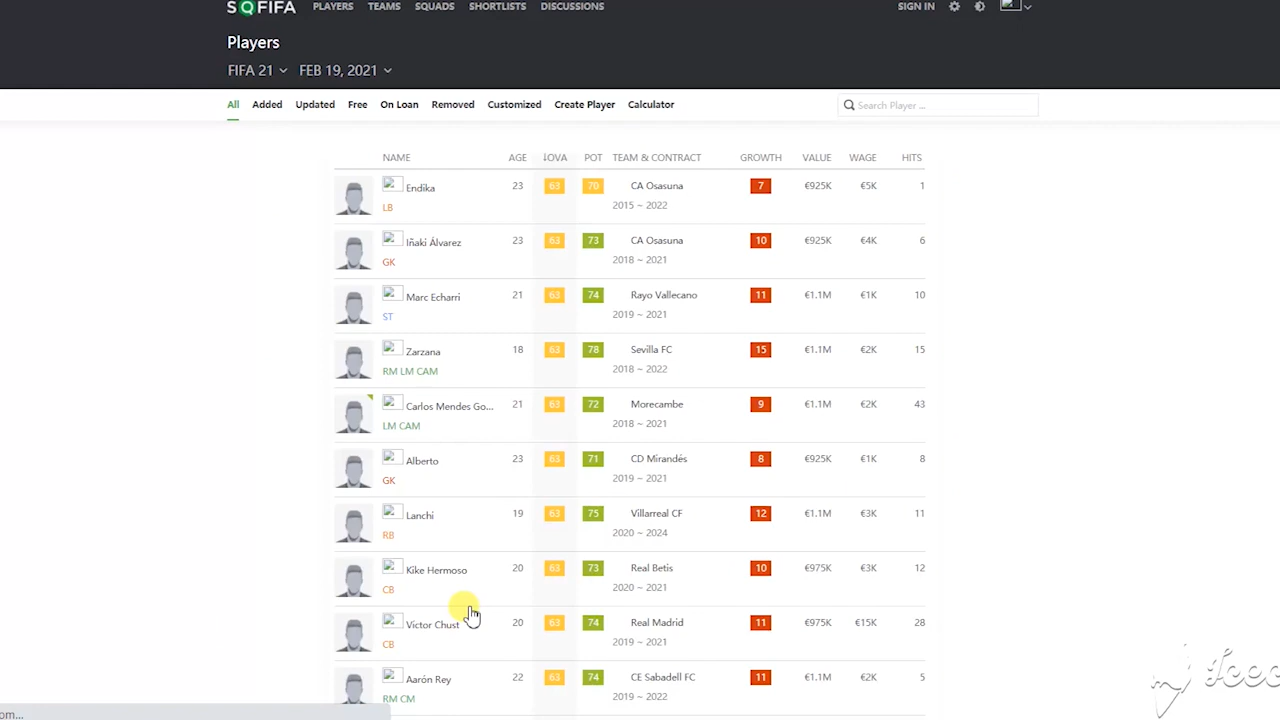 SOFIFA PLAYERS TEAMS SQUADS SHORTLISTS DISCUSSIONS SIGN IN
Players
FIFA 21 FEB 19, 2021
All Added Updated Free On Loan Removed Customized Create Player Calculator Search Player ...
NAME AGE ↓OVA POT TEAM & CONTRACT GROWTH VALUE WAGE HITS
Endika 23 63 70 CA Osasuna 7 €925K €5K 1
LB 2015 ~ 2022
Iñaki Álvarez 23 63 73 CA Osasuna 10 €925K €4K 6
GK 2018 ~ 2021
Marc Echarri 21 63 74 Rayo Vallecano 11 €1.1M €1K 10
ST 2019 ~ 2021
Zarzana 18 63 78 Sevilla FC 15 €1.1M €2K 15
RM LM CAM 2018 ~ 2022
Carlos Mendes Go... 21 63 72 Morecambe 9 €1.1M €2K 43
LM CAM 2018 ~ 2021
Alberto 23 63 71 CD Mirandés 8 €925K €1K 8
GK 2019 ~ 2021
Lanchi 19 63 75 Villarreal CF 12 €1.1M €3K 11
RB 2020 ~ 2024
Kike Hermoso 20 63 73 Real Betis 10 €975K €3K 12
CB 2020 ~ 2021
Víctor Chust 20 63 74 Real Madrid 11 €975K €15K 28
CB 2019 ~ 2021
Aarón Rey 22 63 74 CE Sabadell FC 11 €1.1M €2K 5
RM CM 2019 ~ 2022
om...